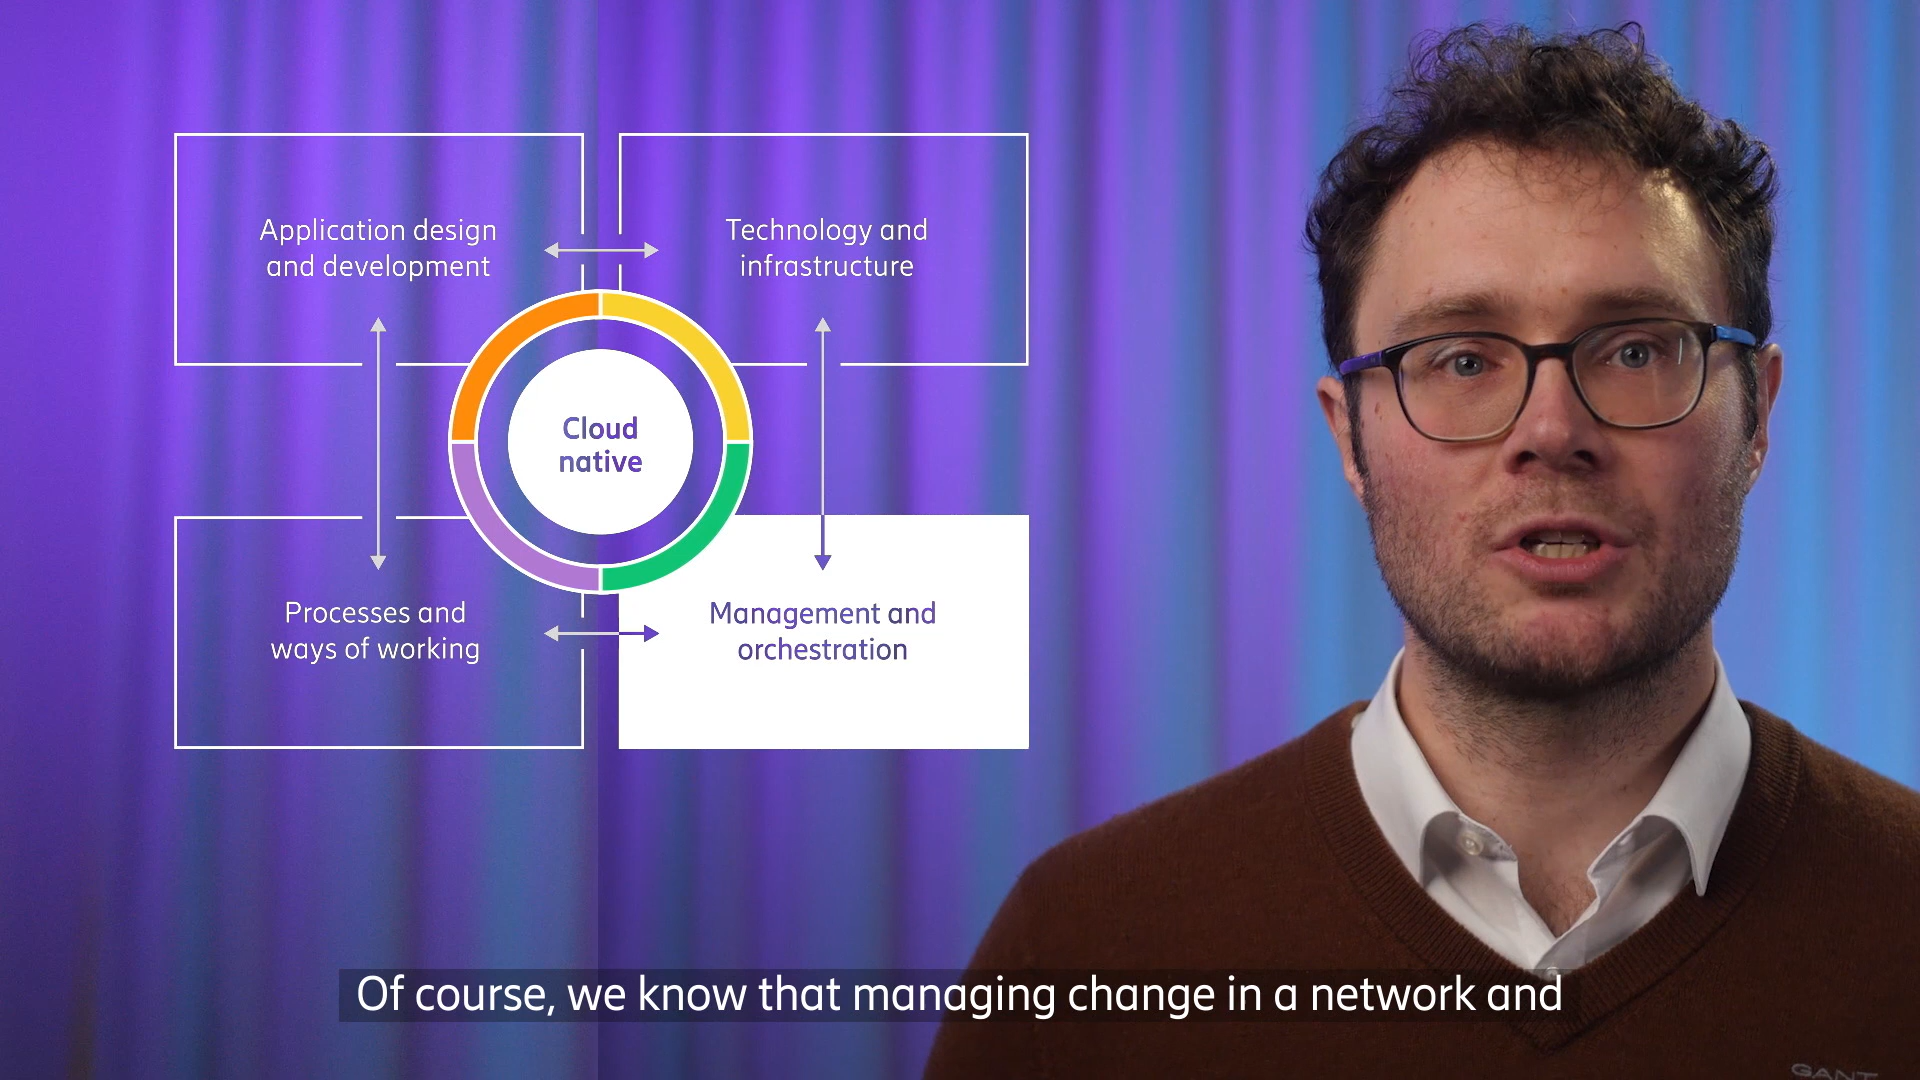 Application design
and development
Technology and
infrastructure
Cloud
native
Processes and
ways of working
Management and
orchestration
Of course, we know that managing change in a network and
GANT